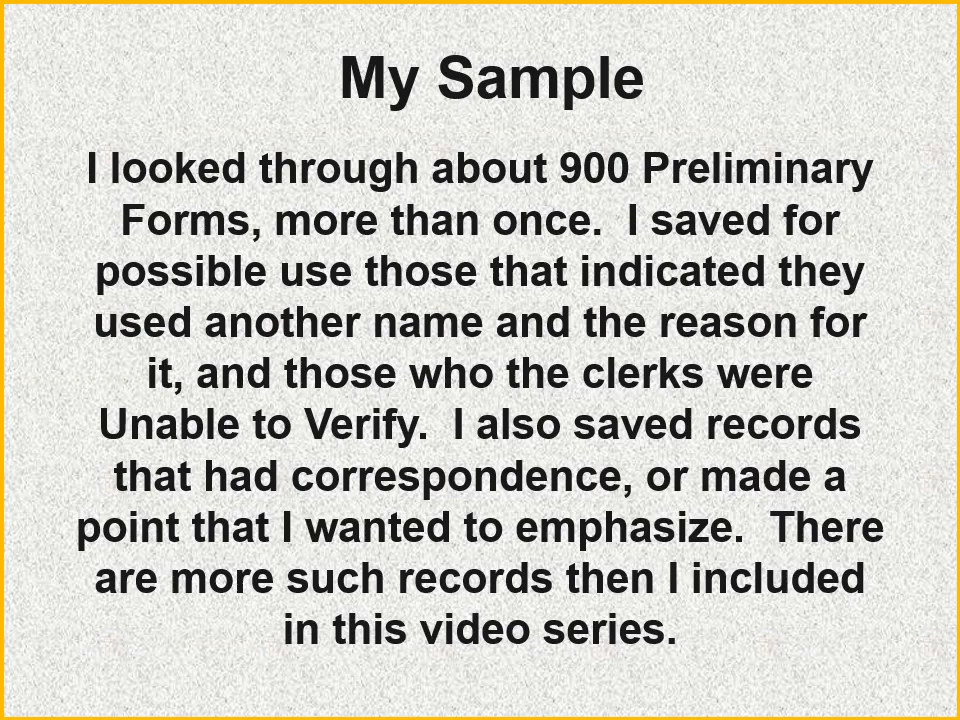 My Sample
I looked through about 900 Preliminary
Forms, more than once.  I saved for
possible use those that indicated they
used another name and the reason for
it, and those who the clerks were
Unable to Verify.  I also saved records
that had correspondence, or made a
point that I wanted to emphasize.  There
are more such records then I included
in this video series.